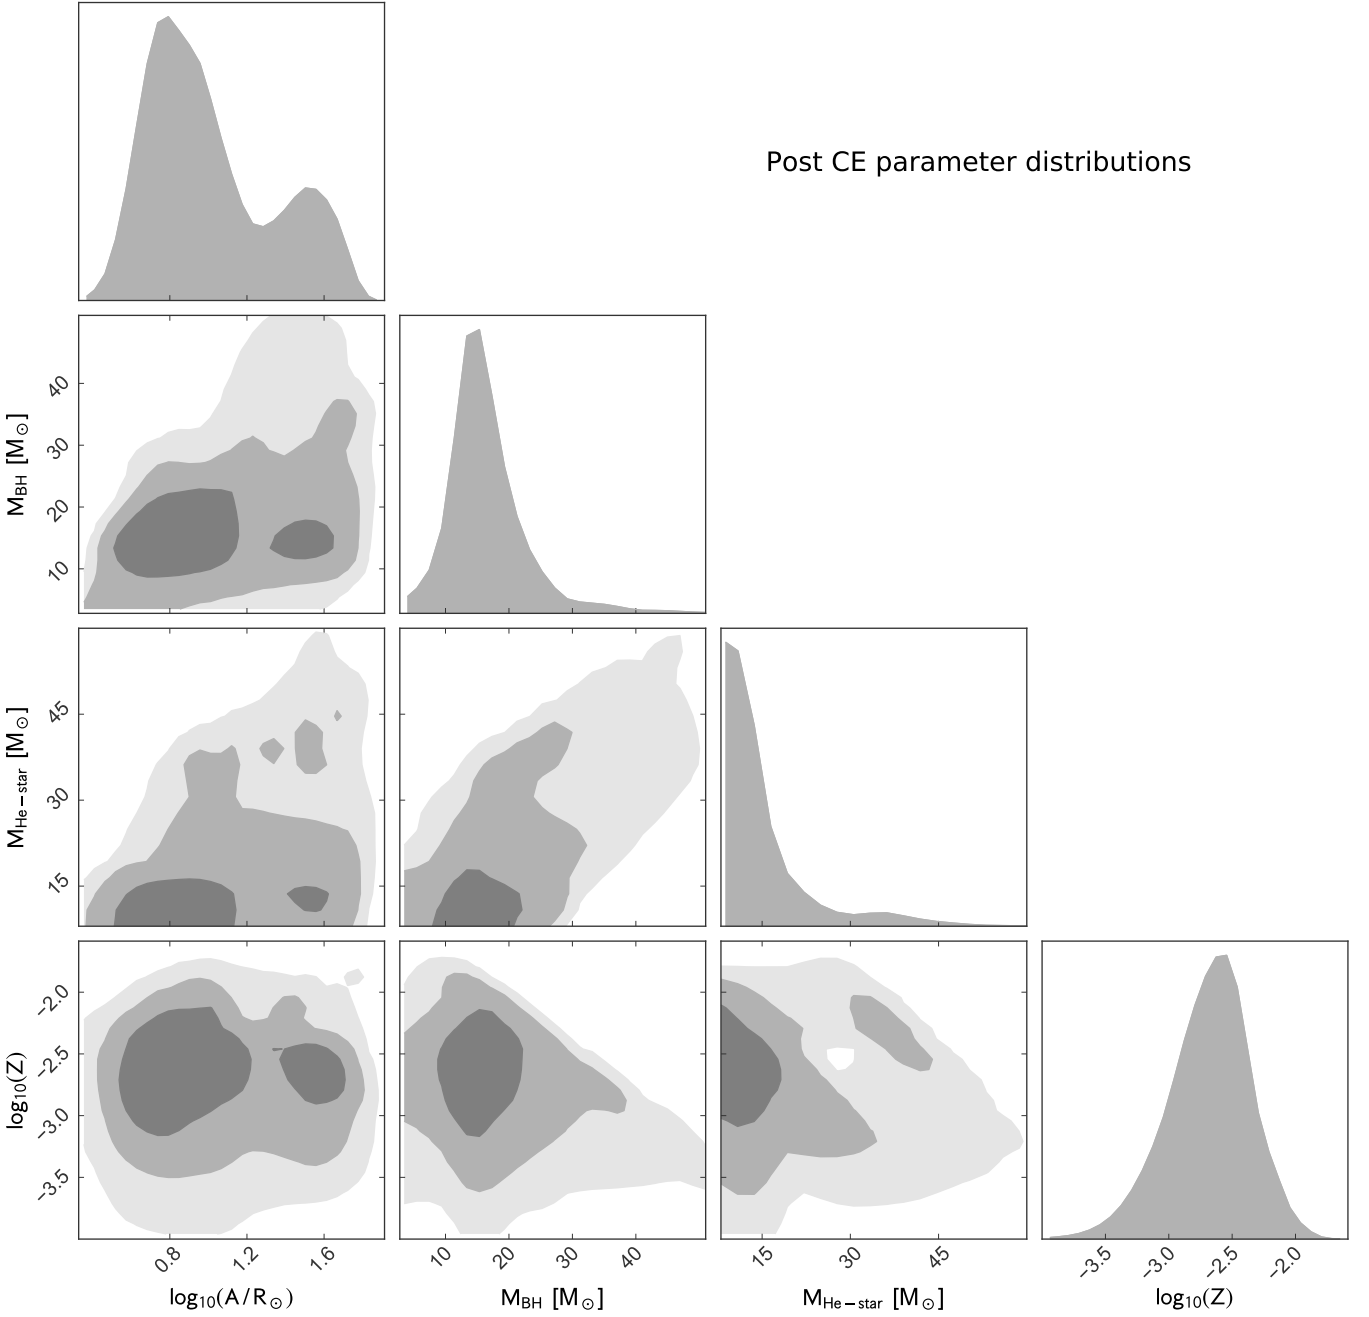 Post CE parameter distributions
40
30
20
10
M_BH [M_⊙]
45
30
15
M_He−star [M_⊙]
−2.0
−2.5
−3.0
−3.5
log₁₀(Z)
0.8 1.2 1.6
10 20 30 40
15 30 45
−3.5 −3.0 −2.5 −2.0
log₁₀(A/R_⊙)
M_BH [M_⊙]
M_He−star [M_⊙]
log₁₀(Z)